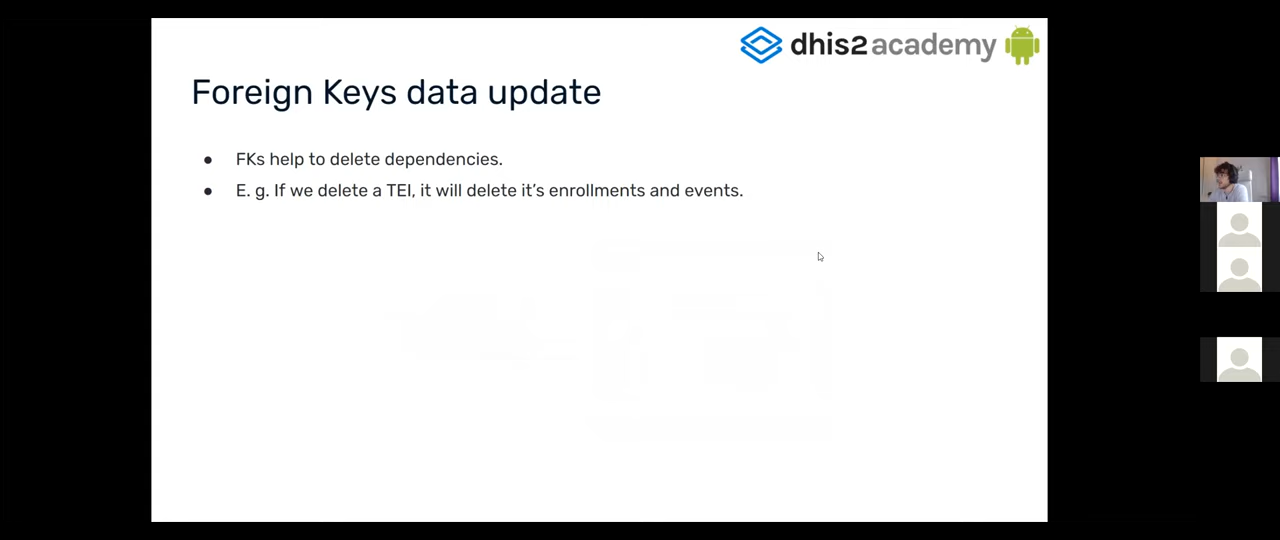 dhis2 academy
Foreign Keys data update
● FKs help to delete dependencies.
● E. g. If we delete a TEI, it will delete it’s enrollments and events.